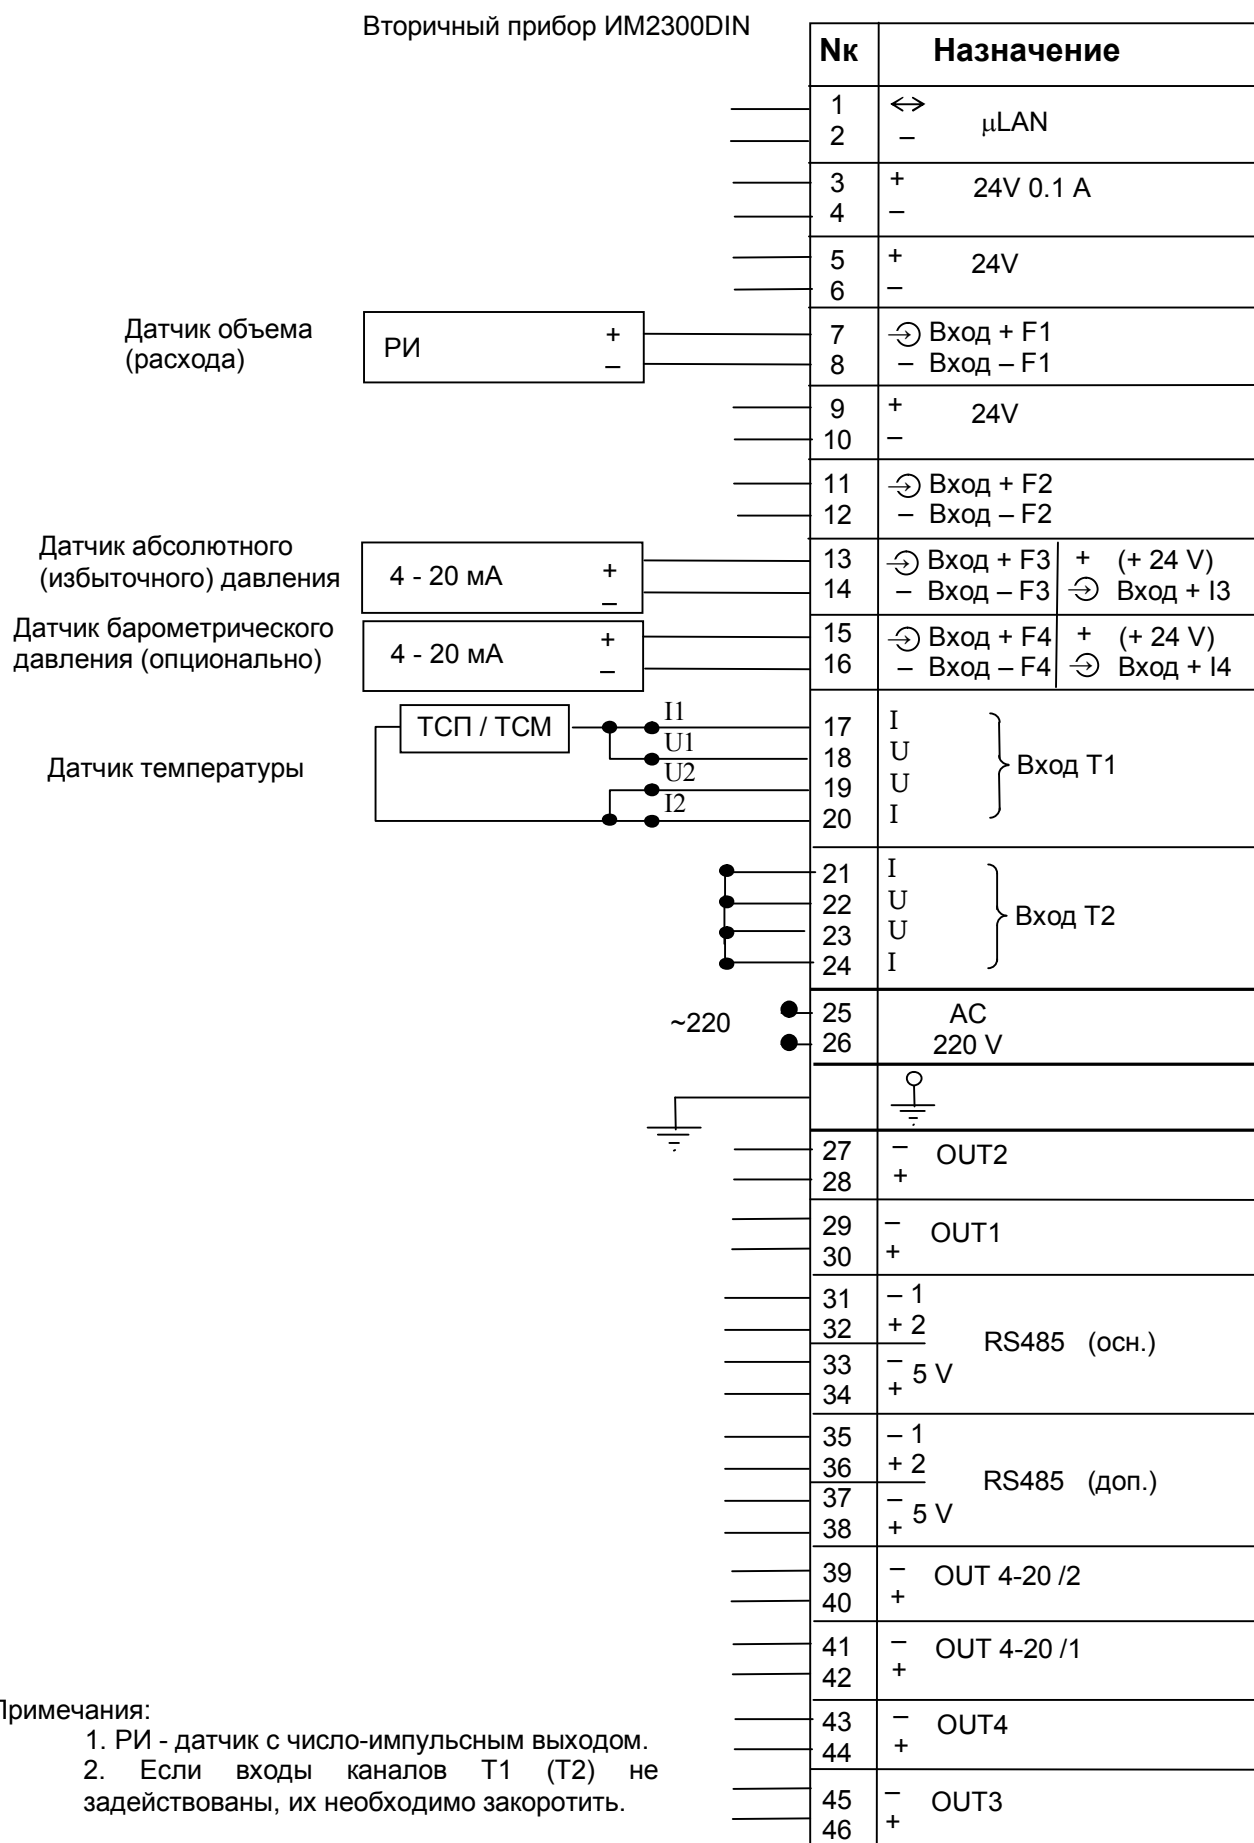 Вторичный прибор ИМ2300DIN
Nк Назначение
1 ↔ μLAN
2 –
3 + 24V 0.1 A
4 –
5 + 24V
6 –
Датчик объема
(расхода)
РИ + –
7 Вход + F1
8 – Вход – F1
9 + 24V
10 –
11 Вход + F2
12 – Вход – F2
Датчик абсолютного
(избыточного) давления
4 - 20 мА + –
13 Вход + F3 + (+ 24 V)
14 – Вход – F3 Вход + I3
Датчик барометрического
давления (опционально)
4 - 20 мА + –
15 Вход + F4 + (+ 24 V)
16 – Вход – F4 Вход + I4
Датчик температуры
ТСП / ТСМ
I1 17 I
U1 18 U
Вход Т1
U2 19 U
I2 20 I
21 I
22 U
Вход Т2
23 U
24 I
~220
25 AC
26 220 V
27 – OUT2
28 +
29 – OUT1
30 +
31 – 1
32 + 2
RS485 (осн.)
33 – 5 V
34 +
35 – 1
36 + 2
RS485 (доп.)
37 – 5 V
38 +
39 – OUT 4-20 /2
40 +
41 – OUT 4-20 /1
42 +
43 – OUT4
44 +
45 – OUT3
46 +
Примечания:
1. РИ - датчик с число-импульсным выходом.
2. Если входы каналов Т1 (Т2) не
задействованы, их необходимо закоротить.